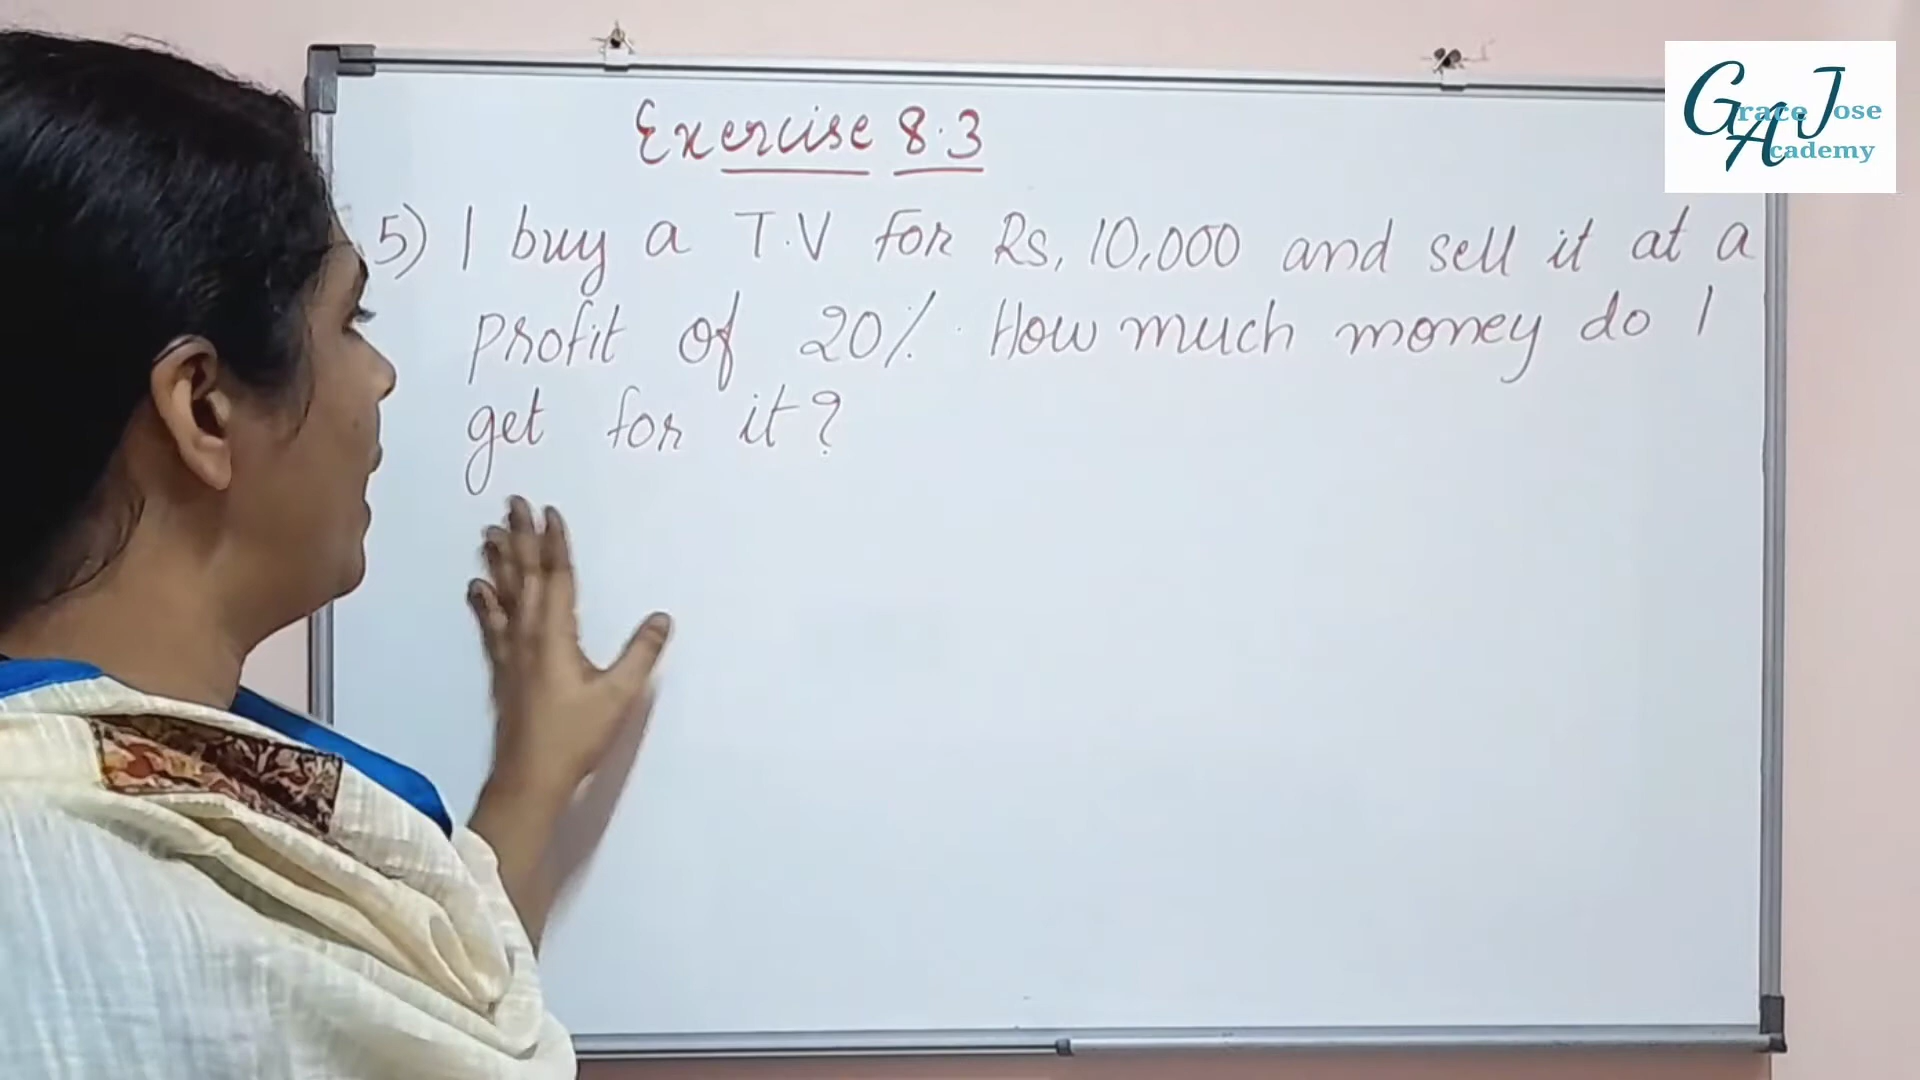 Exercise 8.3
5) I buy a T.V for Rs. 10,000 and sell it at a
profit of 20%. How much money do I
get for it?
Grace Jose
Academy